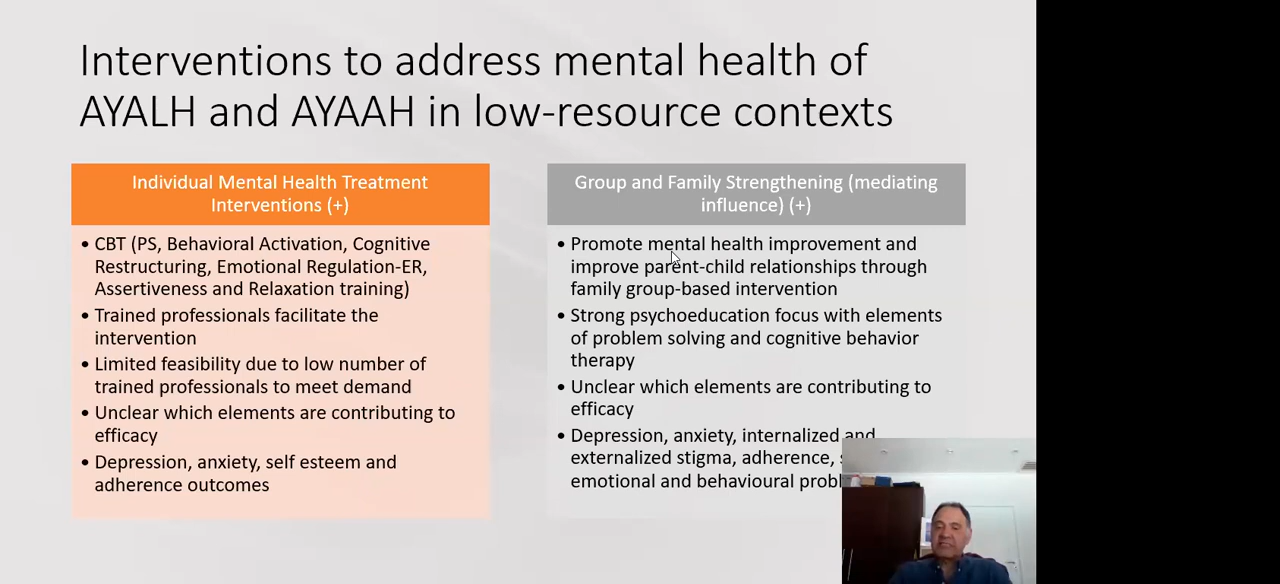 Interventions to address mental health of
AYALH and AYAAH in low-resource contexts
Individual Mental Health Treatment
Interventions (+)
• CBT (PS, Behavioral Activation, Cognitive
Restructuring, Emotional Regulation-ER,
Assertiveness and Relaxation training)
• Trained professionals facilitate the
intervention
• Limited feasibility due to low number of
trained professionals to meet demand
• Unclear which elements are contributing to
efficacy
• Depression, anxiety, self esteem and
adherence outcomes
Group and Family Strengthening (mediating
influence) (+)
• Promote mental health improvement and
improve parent-child relationships through
family group-based intervention
• Strong psychoeducation focus with elements
of problem solving and cognitive behavior
therapy
• Unclear which elements are contributing to
efficacy
• Depression, anxiety, internalized and
externalized stigma, adherence,
emotional and behavioural